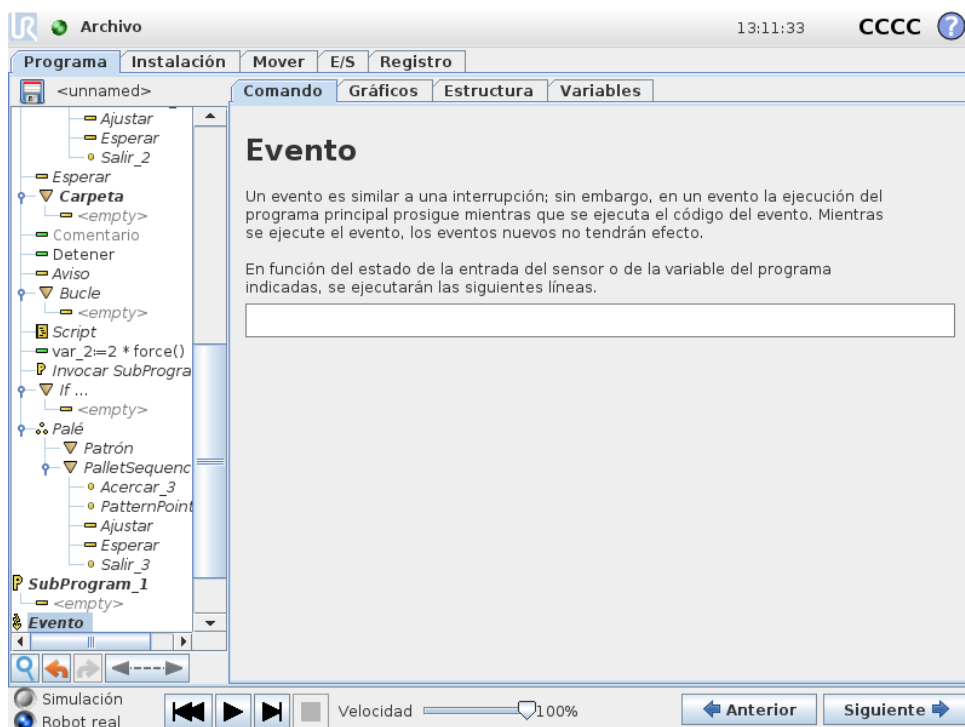 Archivo
13:11:33
CCCC
?
Programa
Instalación
Mover
E/S
Registro
<unnamed>
Comando
Gráficos
Estructura
Variables
Ajustar
Esperar
Salir_2
Esperar
Carpeta
<empty>
Comentario
Detener
Aviso
Bucle
<empty>
Script
var_2:=2 * force()
Invocar SubProgra
If ...
<empty>
Palé
Patrón
PalletSequenc
Acercar_3
PatternPoint
Ajustar
Esperar
Salir_3
SubProgram_1
<empty>
Evento
Evento
Un evento es similar a una interrupción; sin embargo, en un evento la ejecución del
programa principal prosigue mientras que se ejecuta el código del evento. Mientras
se ejecute el evento, los eventos nuevos no tendrán efecto.
En función del estado de la entrada del sensor o de la variable del programa
indicadas, se ejecutarán las siguientes líneas.
Simulación
Robot real
Velocidad
100%
Anterior
Siguiente